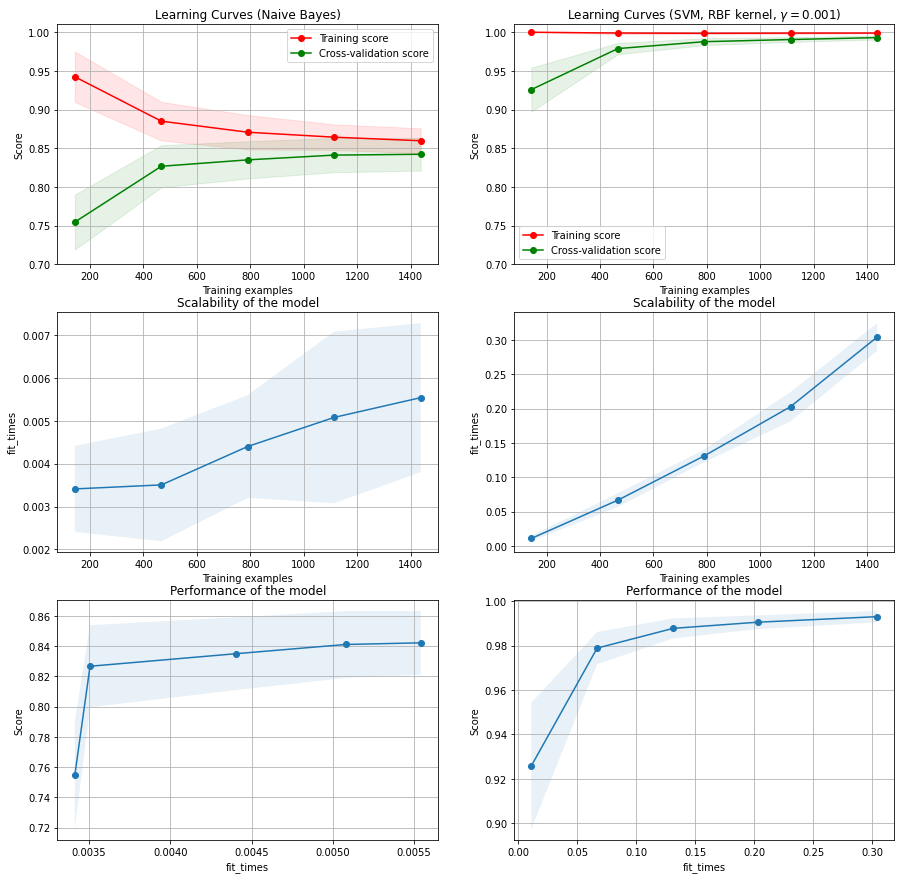 Learning Curves (Naive Bayes)
1.00
0.95
0.90
0.85
0.80
0.75
0.70
Score
Training score
Cross-validation score
200 400 600 800 1000 1200 1400
Training examples
Learning Curves (SVM, RBF kernel, γ = 0.001)
1.00
0.95
0.90
0.85
0.80
0.75
0.70
Score
Training score
Cross-validation score
200 400 600 800 1000 1200 1400
Training examples
Scalability of the model
0.007
0.006
0.005
0.004
0.003
0.002
fit_times
200 400 600 800 1000 1200 1400
Training examples
Scalability of the model
0.30
0.25
0.20
0.15
0.10
0.05
0.00
fit_times
200 400 600 800 1000 1200 1400
Training examples
Performance of the model
0.86
0.84
0.82
0.80
0.78
0.76
0.74
0.72
Score
0.0035 0.0040 0.0045 0.0050 0.0055
fit_times
Performance of the model
1.00
0.98
0.96
0.94
0.92
0.90
Score
0.00 0.05 0.10 0.15 0.20 0.25 0.30
fit_times